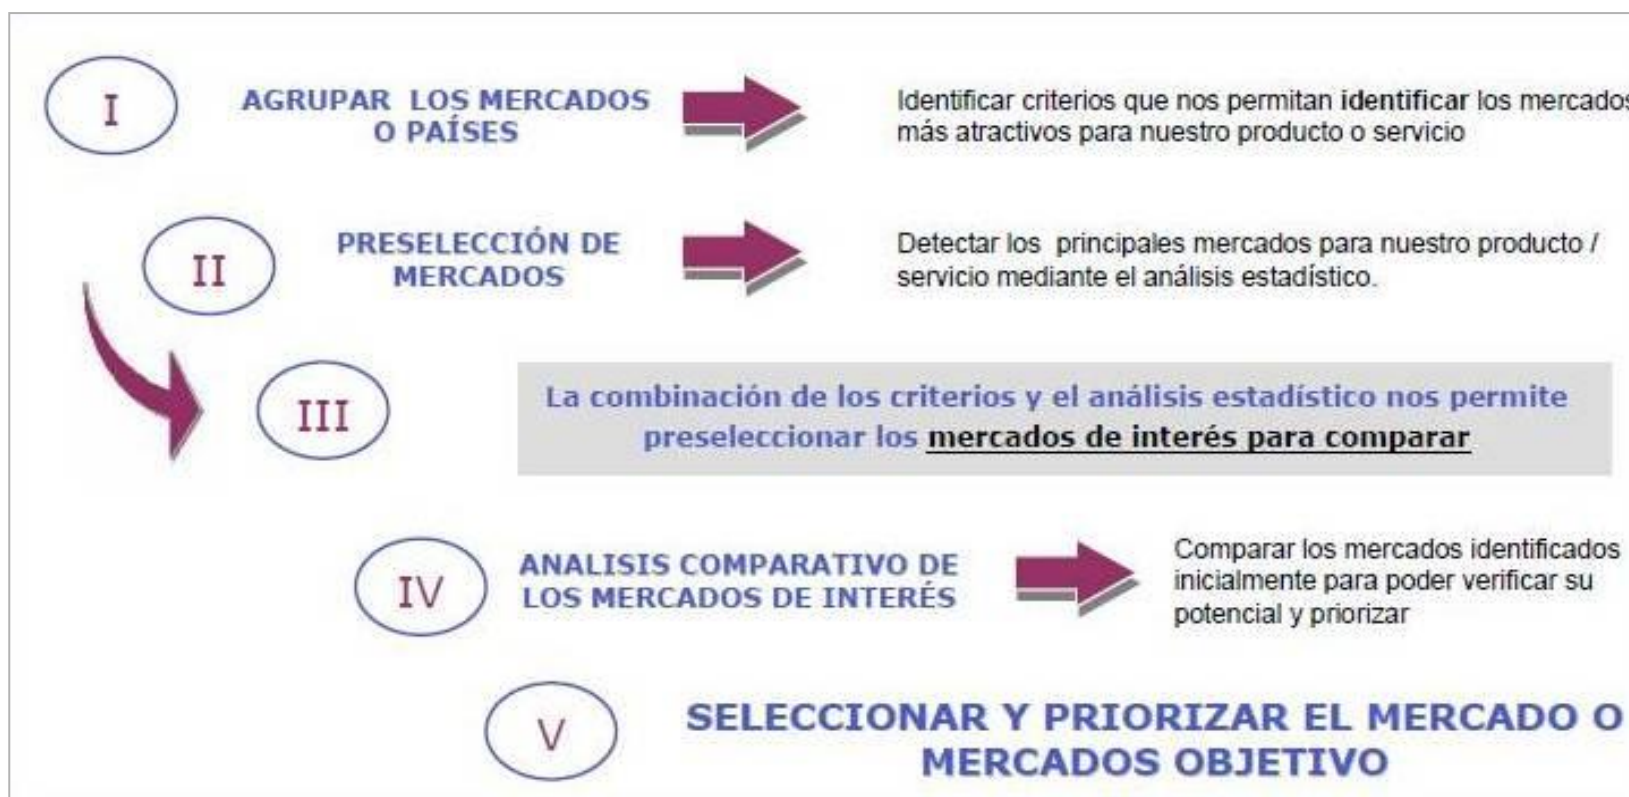 I
AGRUPAR LOS MERCADOS
O PAÍSES
Identificar criterios que nos permitan identificar los mercados
más atractivos para nuestro producto o servicio
II
PRESELECCIÓN DE
MERCADOS
Detectar los principales mercados para nuestro producto /
servicio mediante el análisis estadístico.
III
La combinación de los criterios y el análisis estadístico nos permite
preseleccionar los mercados de interés para comparar
IV
ANALISIS COMPARATIVO DE
LOS MERCADOS DE INTERÉS
Comparar los mercados identificados
inicialmente para poder verificar su
potencial y priorizar
V
SELECCIONAR Y PRIORIZAR EL MERCADO O
MERCADOS OBJETIVO